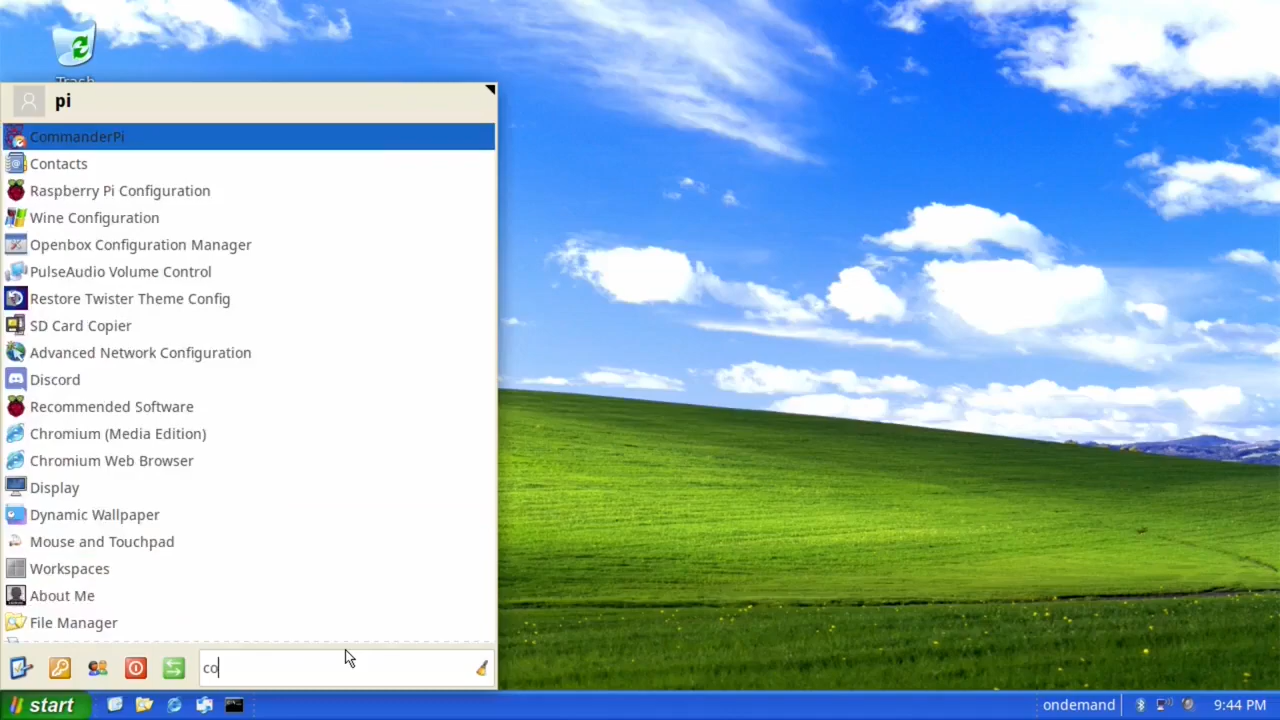 Trash
pi
CommanderPi
Contacts
Raspberry Pi Configuration
Wine Configuration
Openbox Configuration Manager
PulseAudio Volume Control
Restore Twister Theme Config
SD Card Copier
Advanced Network Configuration
Discord
Recommended Software
Chromium (Media Edition)
Chromium Web Browser
Display
Dynamic Wallpaper
Mouse and Touchpad
Workspaces
About Me
File Manager
co
start
ondemand
9:44 PM